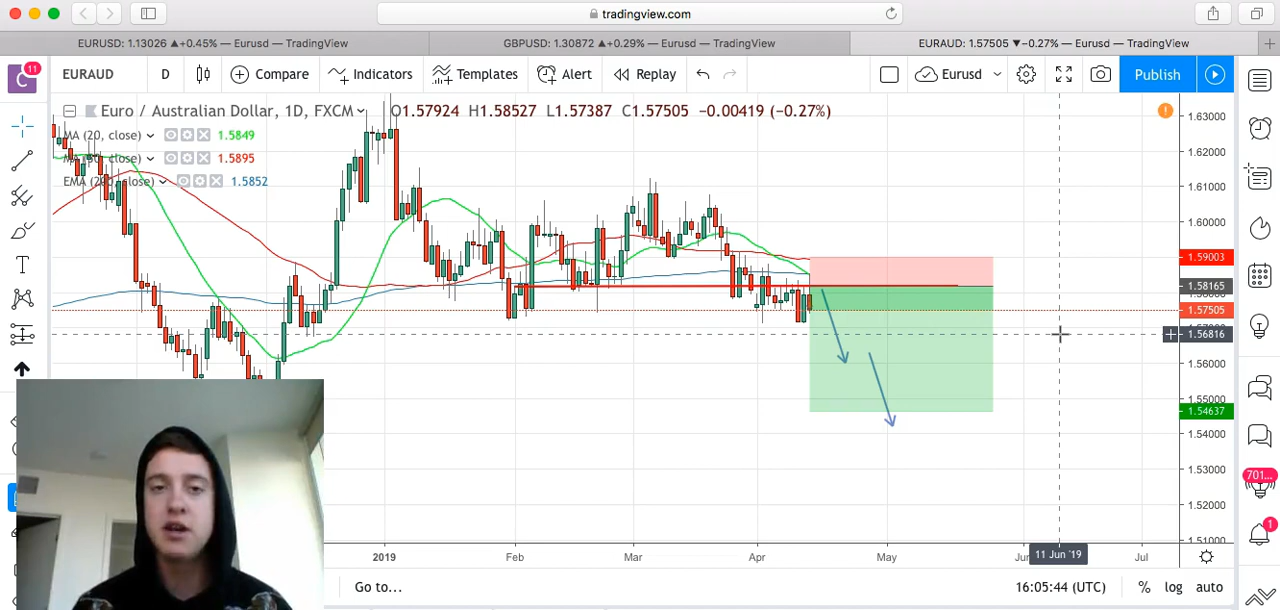 tradingview.com
EURUSD: 1.13026 ▲+0.45% — Eurusd — TradingView
GBPUSD: 1.30872 ▲+0.29% — Eurusd — TradingView
EURAUD: 1.57505 ▼−0.27% — Eurusd — TradingView
C 11
EURAUD D Compare Indicators Templates Alert Replay Eurusd Publish
Euro / Australian Dollar, 1D, FXCM O1.57924 H1.58527 L1.57387 C1.57505 −0.00419 (−0.27%)
MA (20, close) 1.5849
close) 1.5895
EMA (200, close) 1.5852
1.63000
1.62000
1.61000
1.60000
1.59003
1.58165
1.57505
1.56816
1.56000
1.55000
1.54637
1.54000
1.53000
1.52000
1.51000
T
701...
1
2019 Feb Mar Apr May Jun 11 Jun '19 Jul
Go to... 16:05:44 (UTC) % log auto